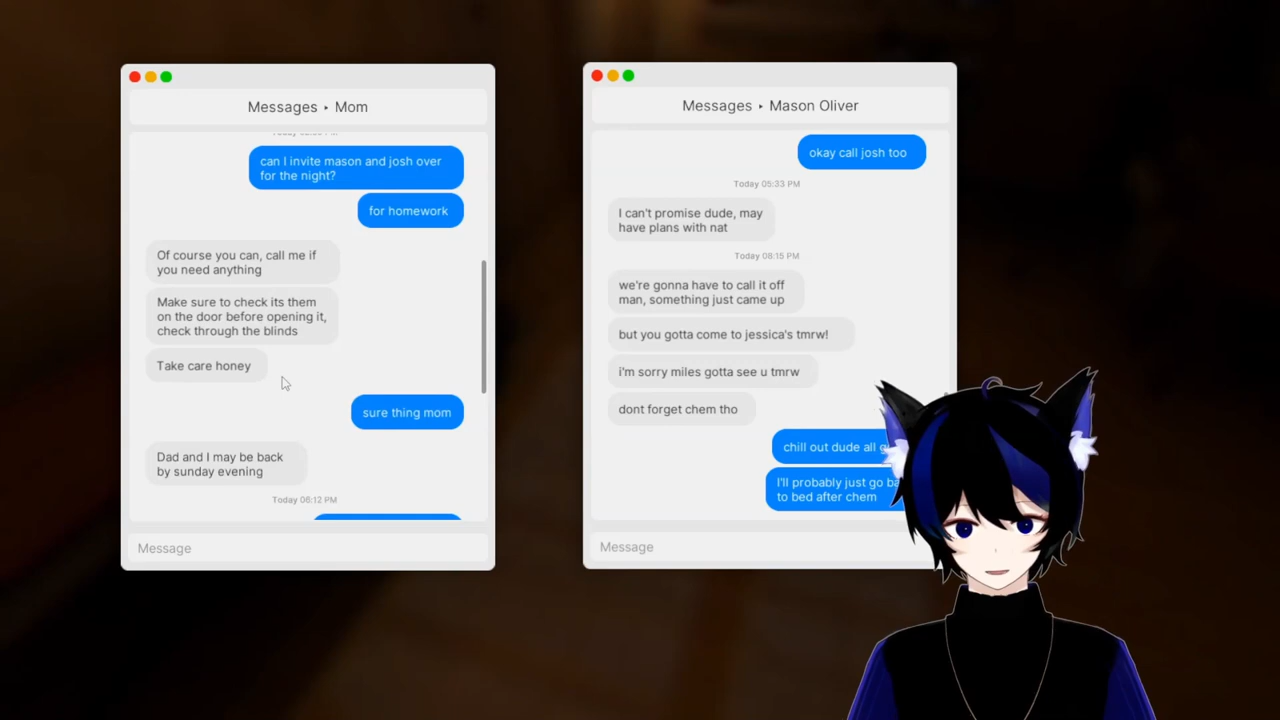 Messages ▸ Mom
can I invite mason and josh over
for the night?
for homework
Of course you can, call me if
you need anything
Make sure to check its them
on the door before opening it,
check through the blinds
Take care honey
sure thing mom
Dad and I may be back
by sunday evening
Today 06:12 PM
Message
Messages ▸ Mason Oliver
okay call josh too
Today 05:33 PM
I can't promise dude, may
have plans with nat
Today 08:15 PM
we're gonna have to call it off
man, something just came up
but you gotta come to jessica's tmrw!
i'm sorry miles gotta see u tmrw
dont forget chem tho
chill out dude all
I'll probably just go
to bed after chem
Message